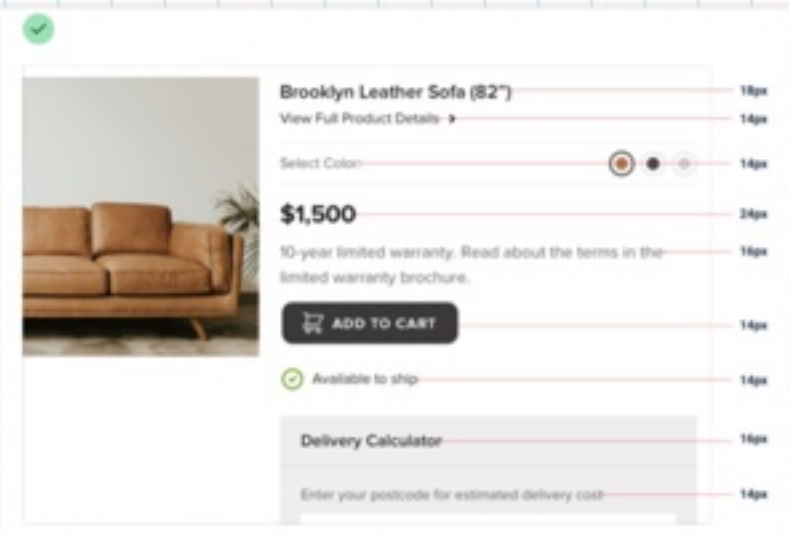 Brooklyn Leather Sofa (82") 18px
View Full Product Details > 14px
Select Color: 14px
$1,500 24px
10-year limited warranty. Read about the terms in the 16px
limited warranty brochure.
ADD TO CART 14px
Available to ship 14px
Delivery Calculator 16px
Enter your postcode for estimated delivery cost 14px